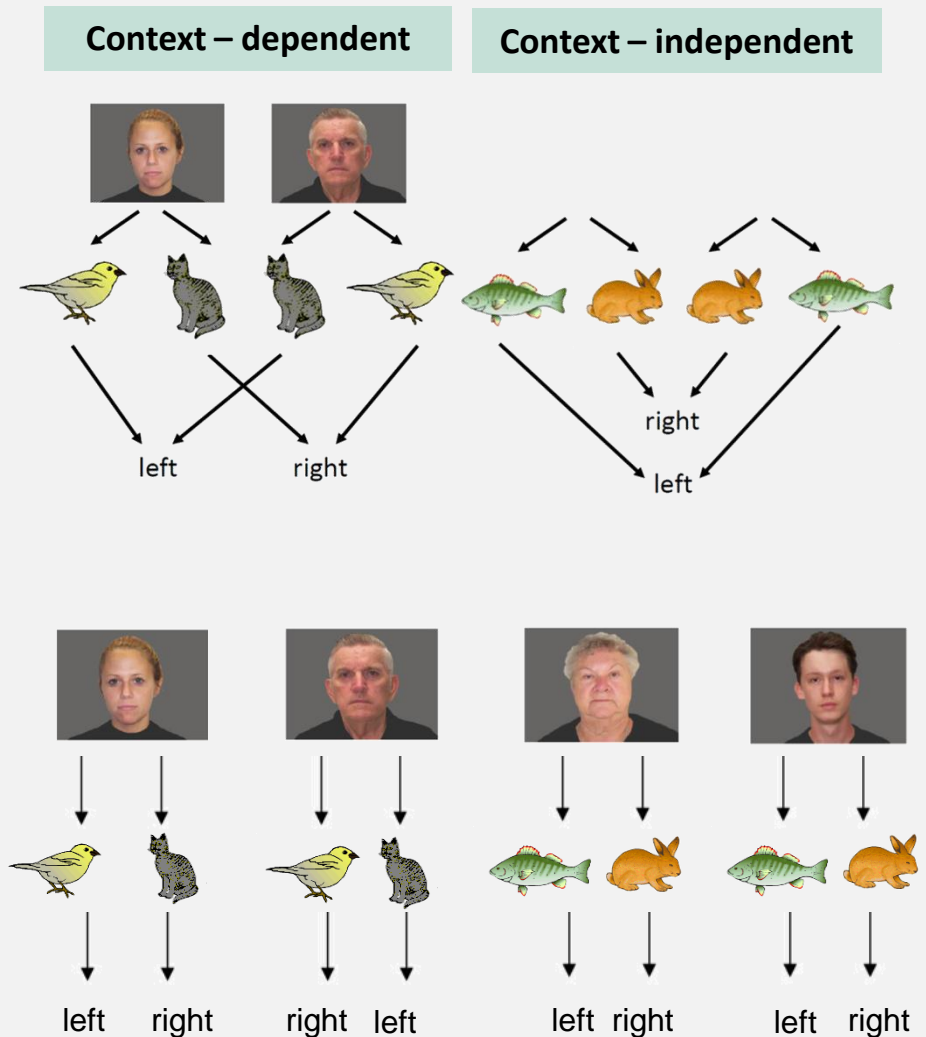 Context – dependent
Context – independent
left
right
right
left
left right
right left
left right
left right